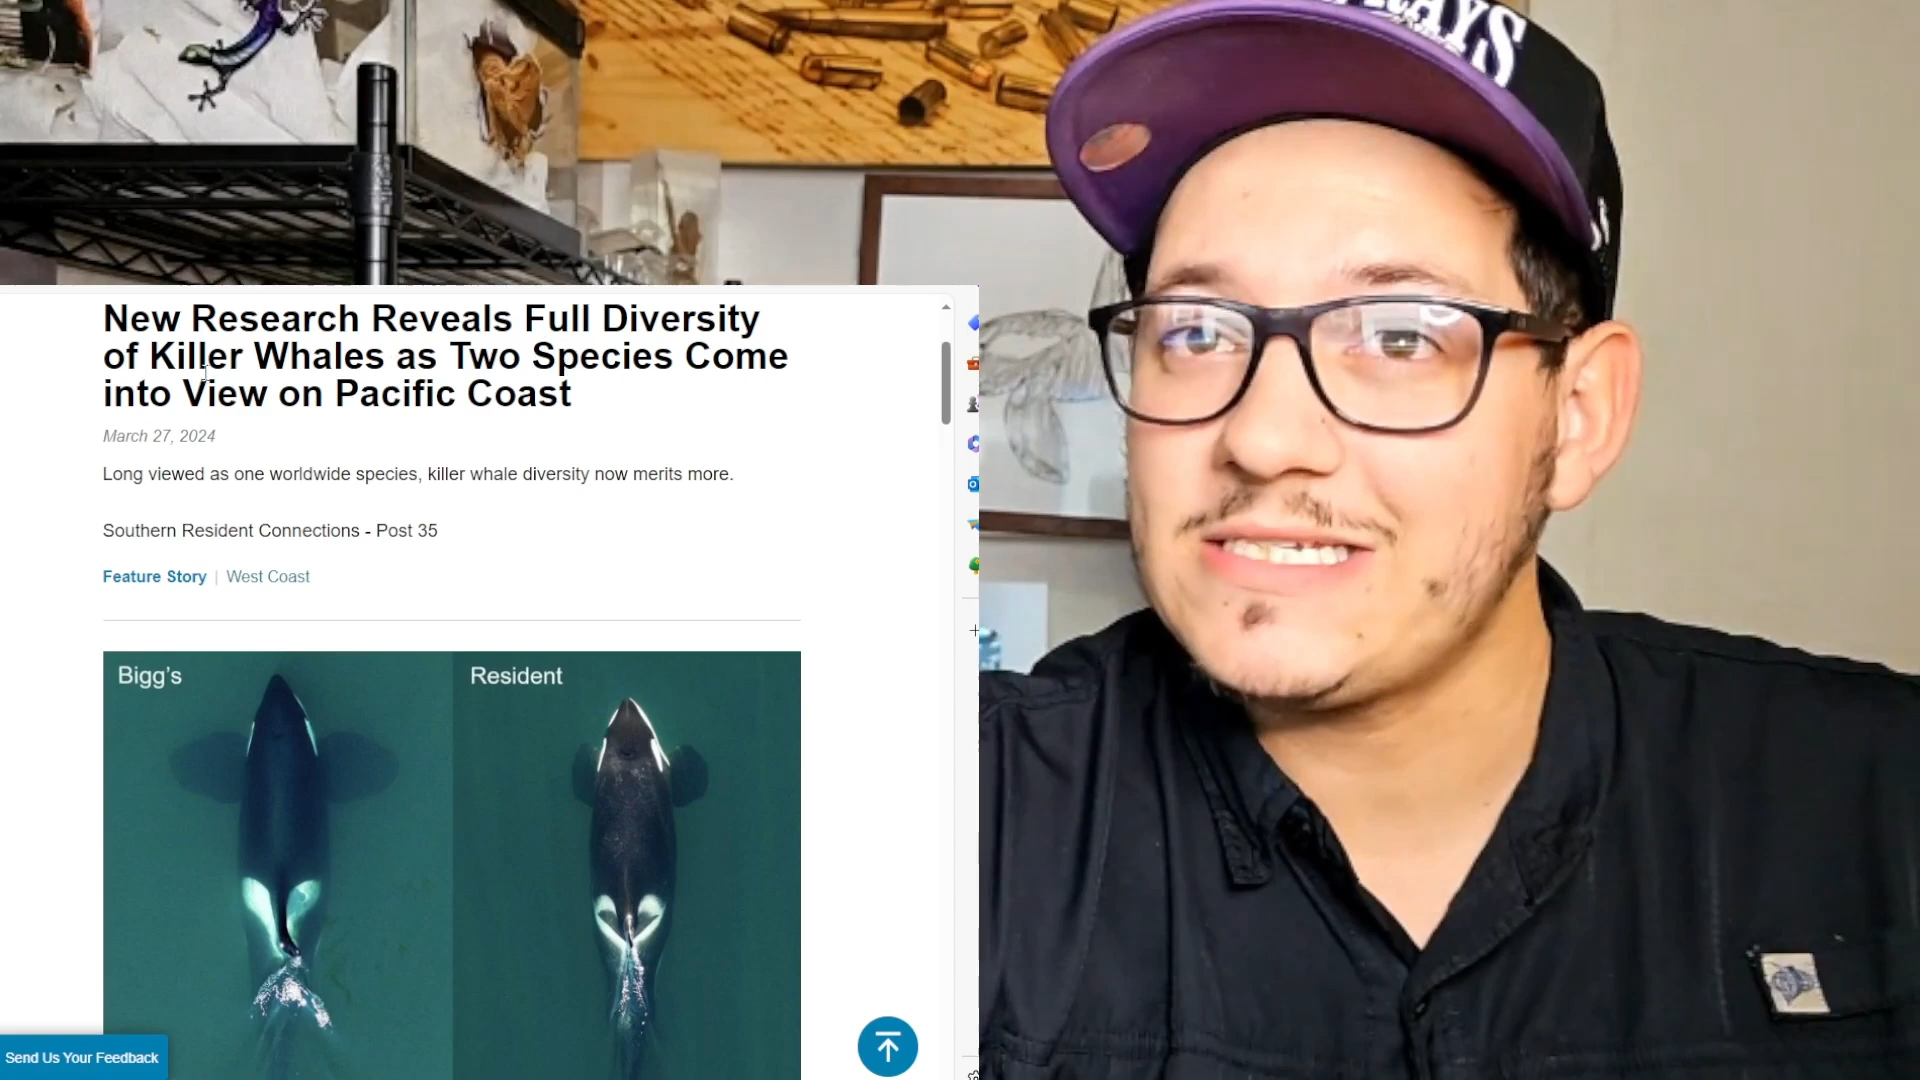 RAYS
New Research Reveals Full Diversity
of Killer Whales as Two Species Come
into View on Pacific Coast
March 27, 2024
Long viewed as one worldwide species, killer whale diversity now merits more.
Southern Resident Connections - Post 35
Feature Story | West Coast
Bigg's
Resident
Send Us Your Feedback